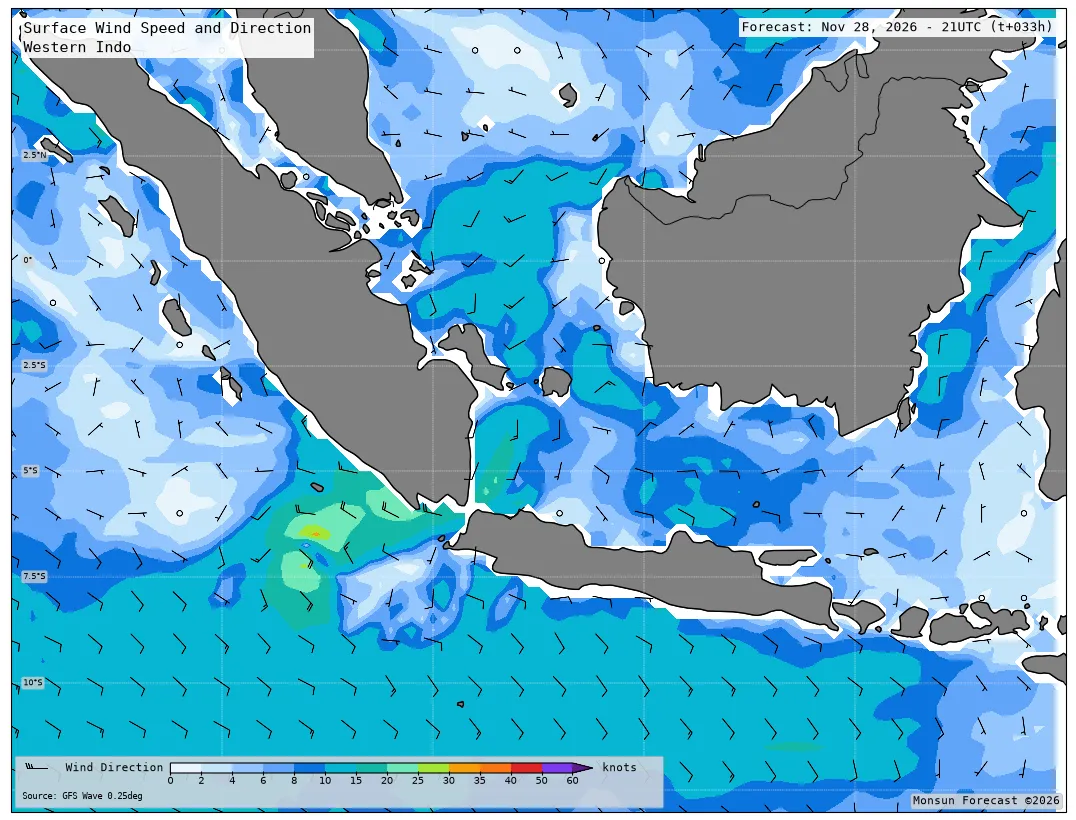 Surface Wind Speed and Direction
Western Indo
Forecast: Nov 28, 2026 - 21UTC (t+033h)
2.5°N
0°
2.5°S
5°S
7.5°S
10°S
Wind Direction
0 2 4 6 8 10 15 20 25 30 35 40 50 60
knots
Source: GFS Wave 0.25deg
Monsun Forecast ©2026